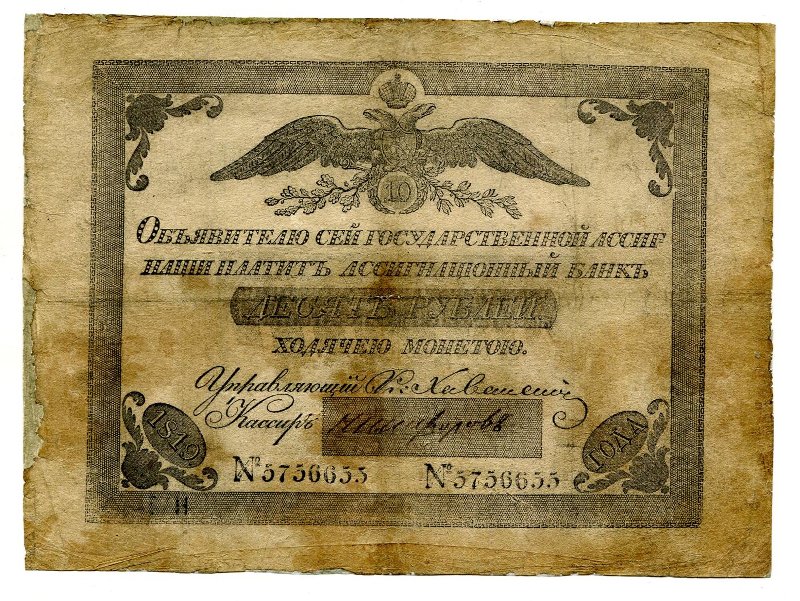 10
Объявителю сей государственной ассиг
нации платитъ ассигнационный банкъ
десять рублей
ходячею монетою.
Управляющий
Кассиръ
1819 года
№5756655 №5756655